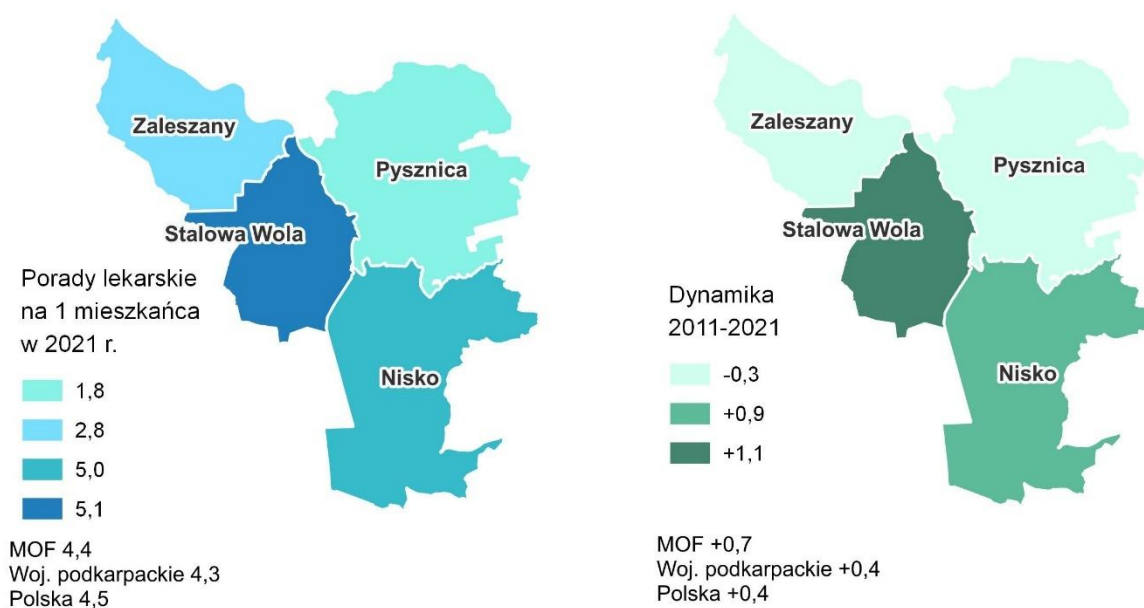 Zaleszany
Pysznica
Stalowa Wola
Nisko
Porady lekarskie
na 1 mieszkańca
w 2021 r.
1,8
2,8
5,0
5,1
MOF 4,4
Woj. podkarpackie 4,3
Polska 4,5
Zaleszany
Pysznica
Stalowa Wola
Nisko
Dynamika
2011-2021
-0,3
+0,9
+1,1
MOF +0,7
Woj. podkarpackie +0,4
Polska +0,4